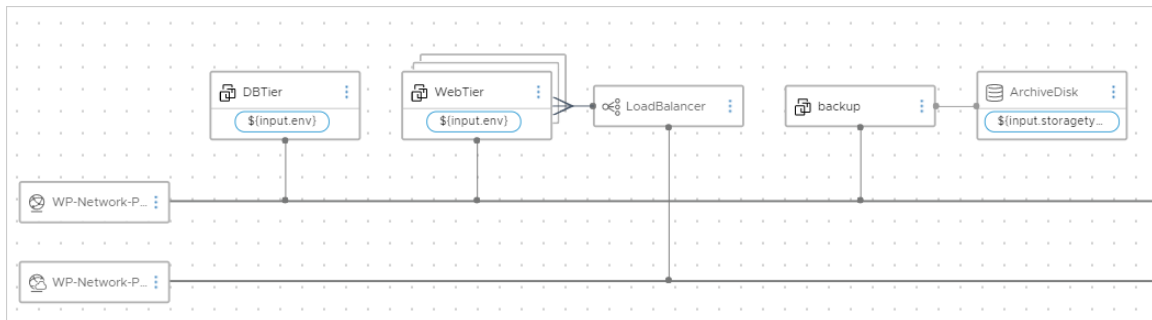 DBTier
${input.env}
WebTier
${input.env}
LoadBalancer
backup
ArchiveDisk
${input.storagety...
WP-Network-P...
WP-Network-P...